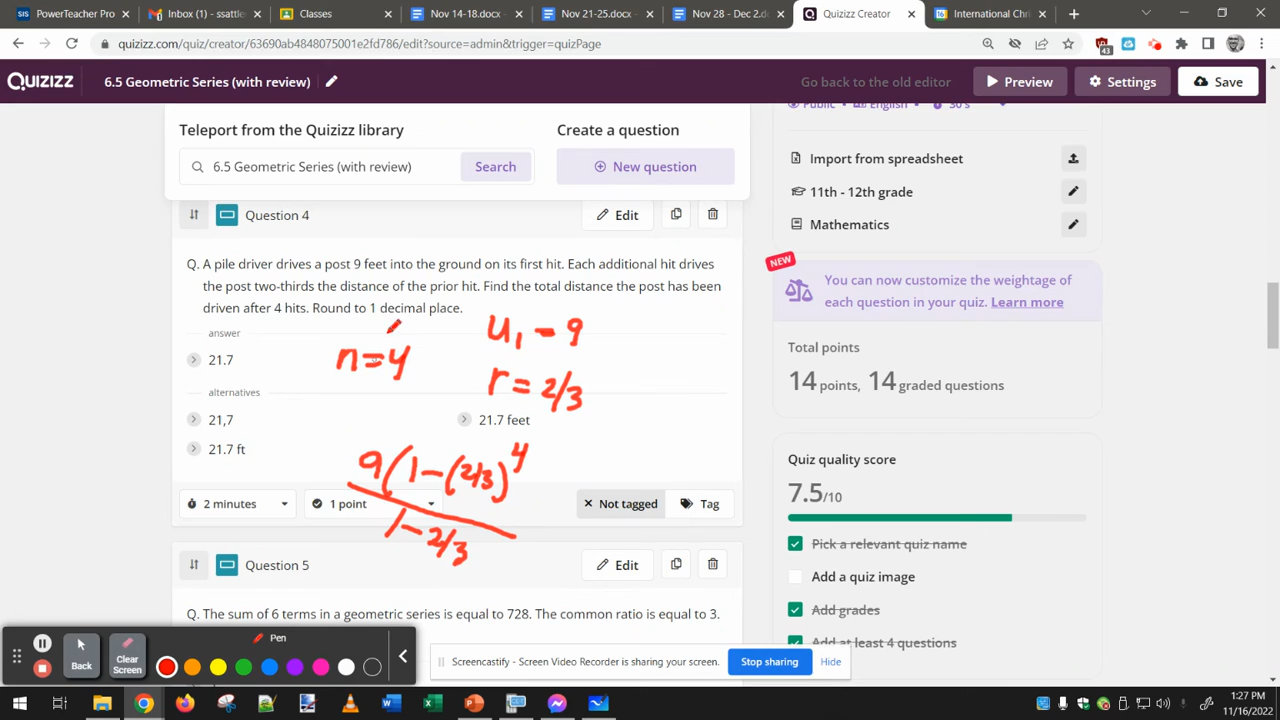 PowerTeacher Pro
Inbox (1) - ssattle
Classes
Nov 14-18.docx
Nov 21-25.docx
Nov 28 - Dec 2.docx
Quizizz Creator
International Chris
quizizz.com/quiz/creator/63690ab4848075001e2fd786/edit?source=admin&trigger=quizPage
43
Quizizz
6.5 Geometric Series (with review)
Go back to the old editor
Preview
Settings
Save
Teleport from the Quizizz library
Create a question
6.5 Geometric Series (with review)
Search
New question
Question 4
Edit
Q. A pile driver drives a post 9 feet into the ground on its first hit. Each additional hit drives
the post two-thirds the distance of the prior hit. Find the total distance the post has been
driven after 4 hits. Round to 1 decimal place.
answer
21.7
alternatives
21,7
21.7 feet
21.7 ft
n=4
u₁ - 9
r = 2/3
9(1-(2/3)⁴
1-2/3
2 minutes
1 point
Not tagged
Tag
Question 5
Edit
Q. The sum of 6 terms in a geometric series is equal to 728. The common ratio is equal to 3.
Public
English
30's
Import from spreadsheet
11th - 12th grade
Mathematics
NEW
You can now customize the weightage of
each question in your quiz. Learn more
Total points
14 points, 14 graded questions
Quiz quality score
7.5/10
Pick a relevant quiz name
Add a quiz image
Add grades
Add at least 4 questions
Pen
Back
Clear
Screen
Screencastify - Screen Video Recorder is sharing your screen.
Stop sharing
Hide
1:27 PM
11/16/2022